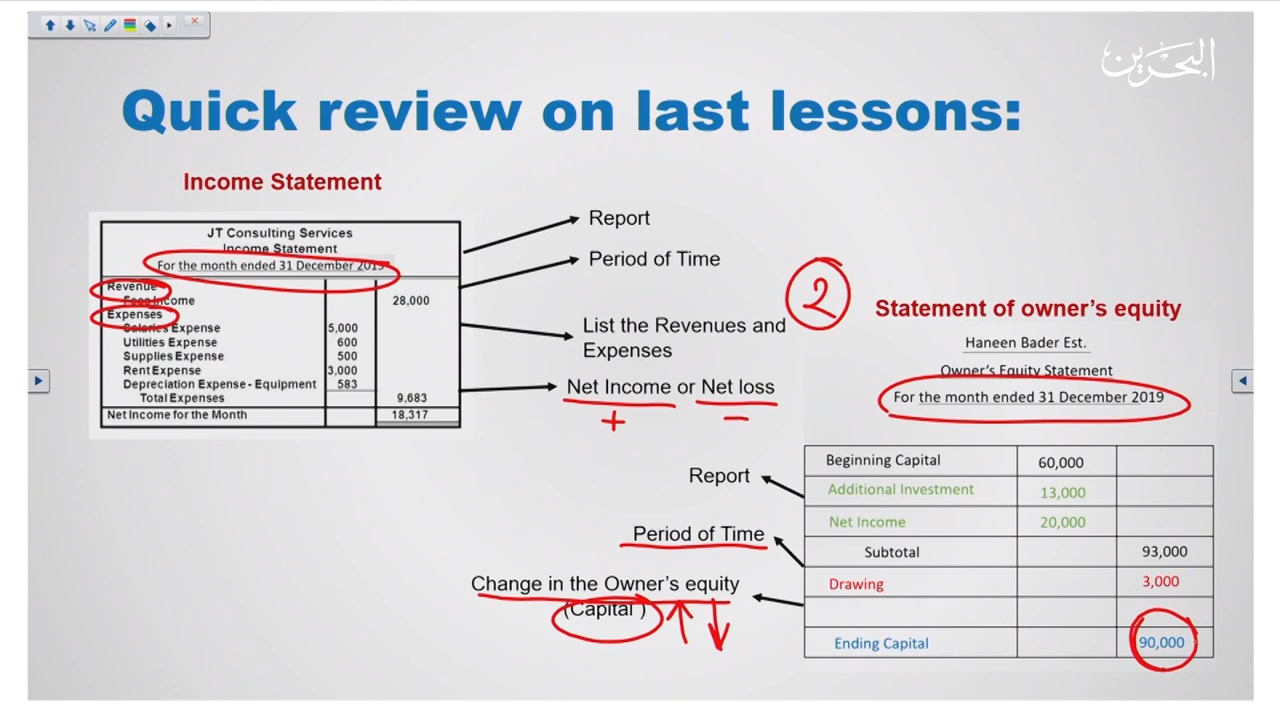 البحرين
Quick review on last lessons:
Income Statement
JT Consulting Services
Income Statement
For the month ended 31 December 2019
Revenue
Fees Income 28,000
Expenses
Salaries Expense 5,000
Utilities Expense 600
Supplies Expense 500
Rent Expense 3,000
Depreciation Expense - Equipment 583
Total Expenses 9,683
Net Income for the Month 18,317
Report
Period of Time
List the Revenues and
Expenses
Net Income or Net loss
+ −
2
Statement of owner's equity
Haneen Bader Est.
Owner's Equity Statement
For the month ended 31 December 2019
Beginning Capital 60,000
Additional Investment 13,000
Net Income 20,000
Subtotal 93,000
Drawing 3,000
Ending Capital 90,000
Report
Period of Time
Change in the Owner's equity
(Capital )